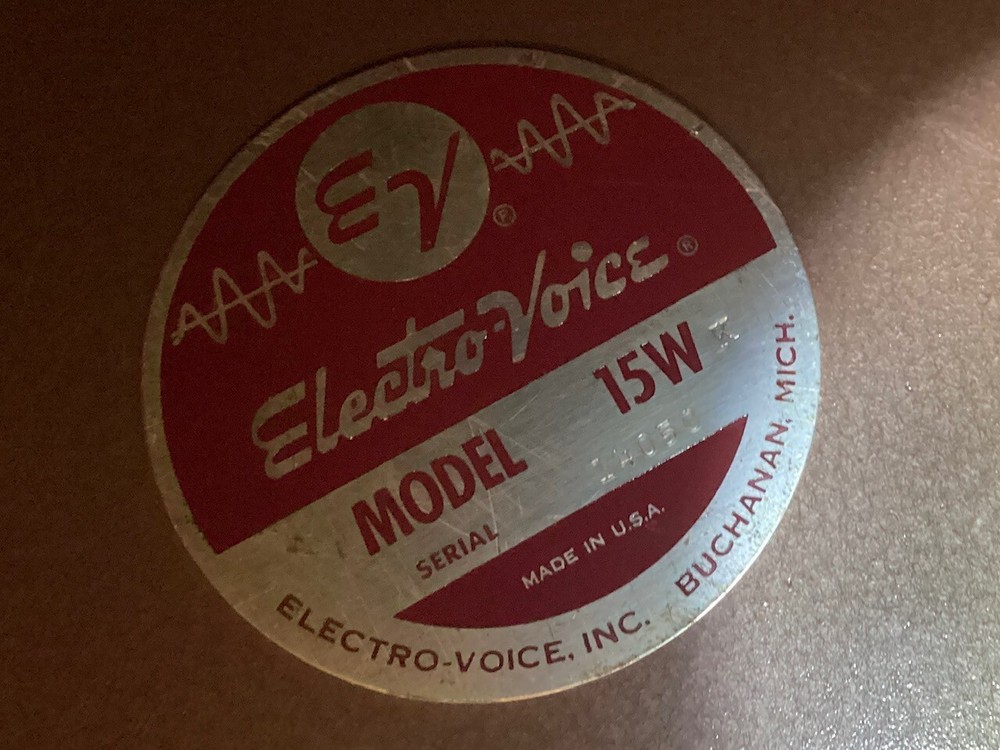 EV ®
Electro-Voice ®
MODEL 15W K
SERIAL
MADE IN U.S.A.
ELECTRO-VOICE, INC. BUCHANAN, MICH.